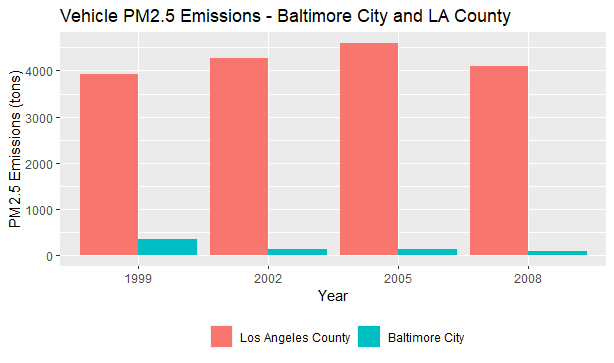 Vehicle PM2.5 Emissions - Baltimore City and LA County
PM2.5 Emissions (tons)
4000
3000
2000
1000
0
1999 2002 2005 2008
Year
Los Angeles County Baltimore City